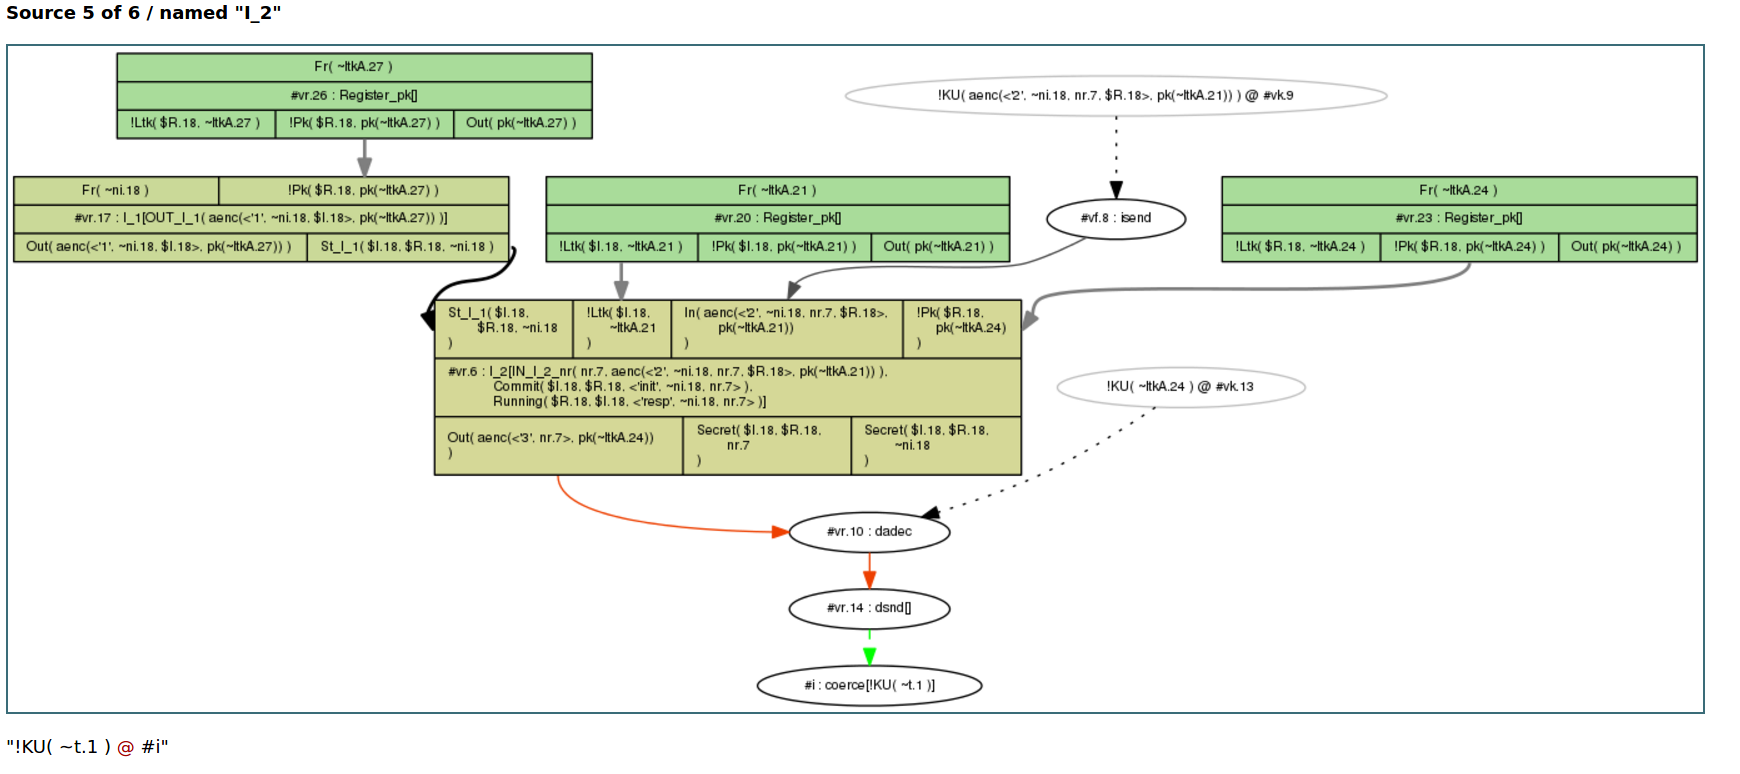 Source 5 of 6 / named "I_2"
Fr( ~ltkA.27 )
#vr.26 : Register_pk[]
!Ltk( $R.18, ~ltkA.27 ) !Pk( $R.18, pk(~ltkA.27) ) Out( pk(~ltkA.27) )
!KU( aenc(<'2', ~ni.18, nr.7, $R.18>, pk(~ltkA.21)) ) @ #vk.9
Fr( ~ni.18 ) !Pk( $R.18, pk(~ltkA.27) )
#vr.17 : I_1[OUT_I_1( aenc(<'1', ~ni.18, $I.18>, pk(~ltkA.27)) )]
Out( aenc(<'1', ~ni.18, $I.18>, pk(~ltkA.27)) ) St_I_1( $I.18, $R.18, ~ni.18 )
Fr( ~ltkA.21 )
#vr.20 : Register_pk[]
!Ltk( $I.18, ~ltkA.21 ) !Pk( $I.18, pk(~ltkA.21) ) Out( pk(~ltkA.21) )
#vf.8 : isend
Fr( ~ltkA.24 )
#vr.23 : Register_pk[]
!Ltk( $R.18, ~ltkA.24 ) !Pk( $R.18, pk(~ltkA.24) ) Out( pk(~ltkA.24) )
St_I_1( $I.18,
$R.18, ~ni.18
)
!Ltk( $I.18,
~ltkA.21
)
In( aenc(<'2', ~ni.18, nr.7, $R.18>,
pk(~ltkA.21))
)
!Pk( $R.18,
pk(~ltkA.24)
)
#vr.6 : I_2[IN_I_2_nr( nr.7, aenc(<'2', ~ni.18, nr.7, $R.18>, pk(~ltkA.21)) ),
Commit( $I.18, $R.18, <'init', ~ni.18, nr.7> ),
Running( $R.18, $I.18, <'resp', ~ni.18, nr.7> )]
Out( aenc(<'3', nr.7>, pk(~ltkA.24))
)
Secret( $I.18, $R.18,
nr.7
)
Secret( $I.18, $R.18,
~ni.18
)
!KU( ~ltkA.24 ) @ #vk.13
#vr.10 : dadec
#vr.14 : dsnd[]
#i : coerce[!KU( ~t.1 )]
"!KU( ~t.1 ) @ #i"